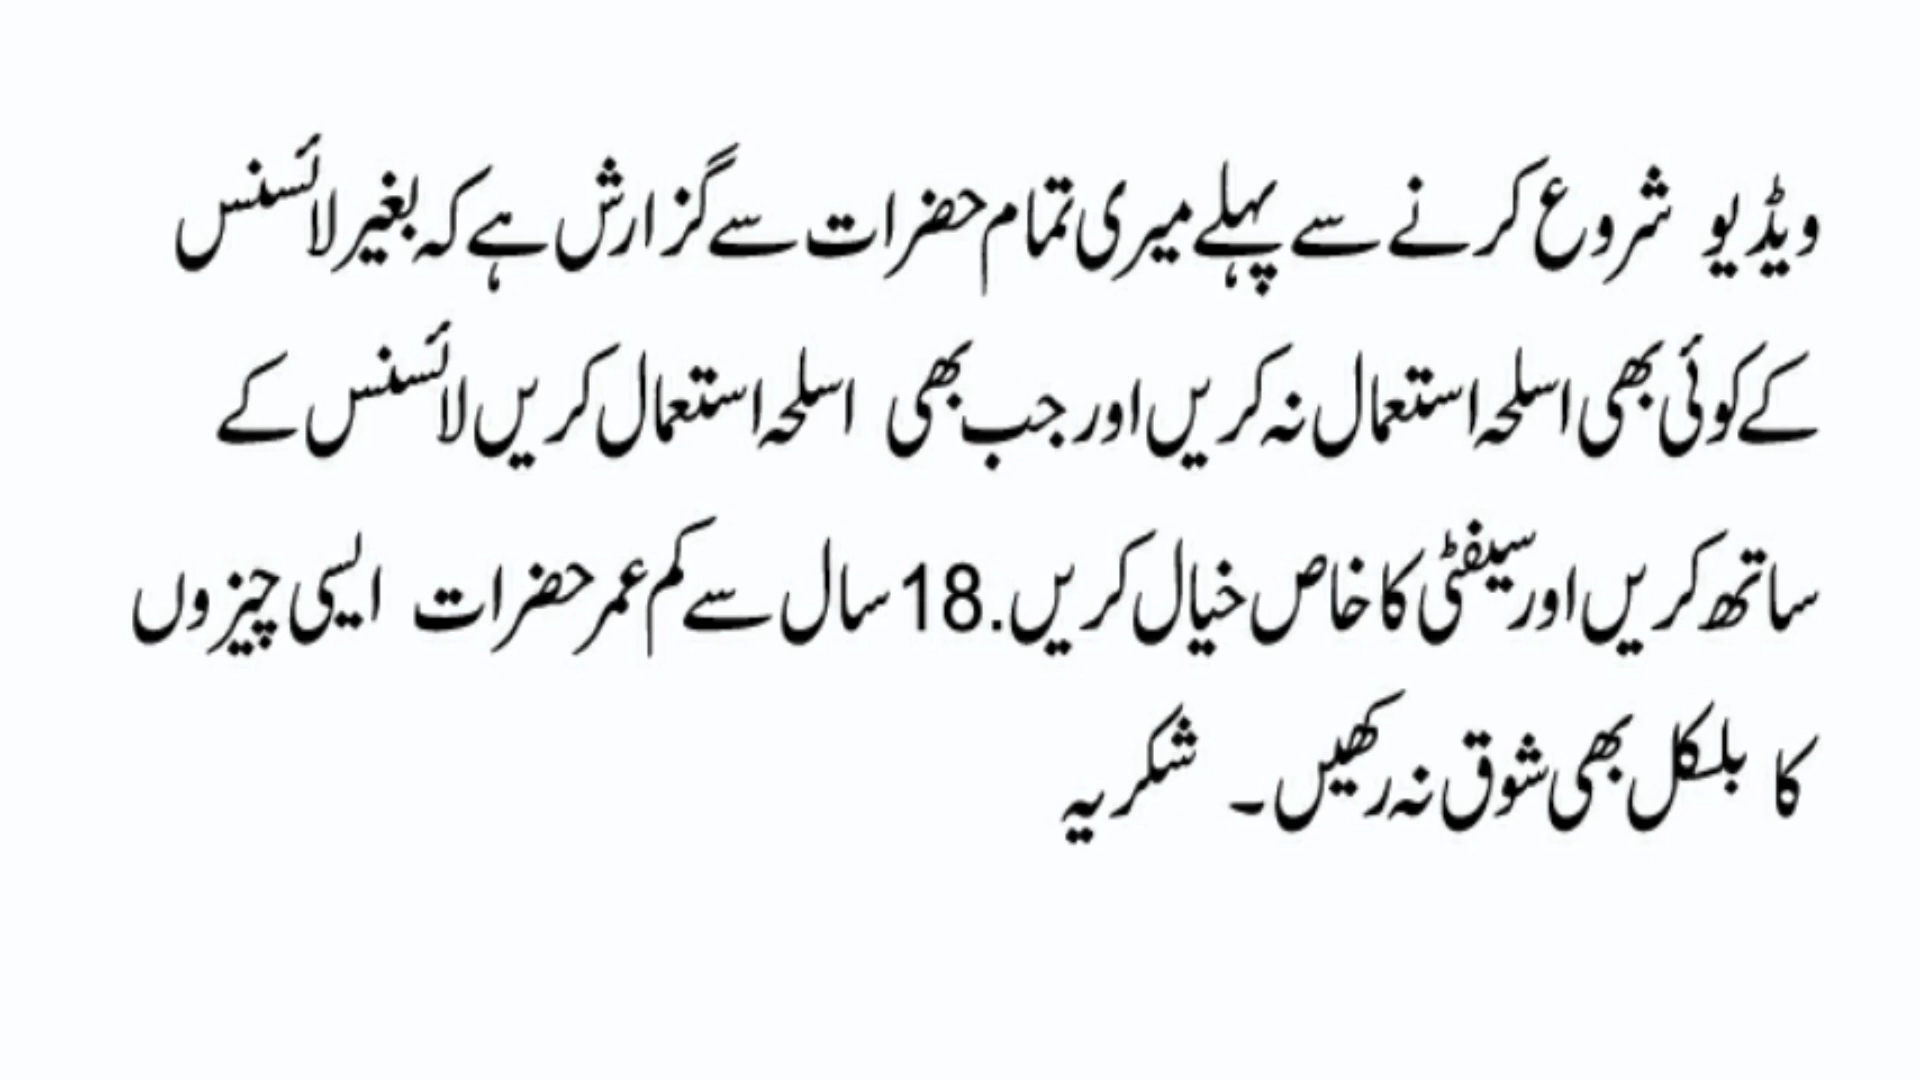 ویڈیو شروع کرنے سے پہلے میری تمام حضرات سے گزارش ہے کہ بغیر لائسنس
کے کوئی بھی اسلحہ استعمال نہ کریں اور جب بھی اسلحہ استعمال کریں لائسنس کے
ساتھ کریں اور سیفٹی کا خاص خیال کریں.18 سال سے کم عمر حضرات ایسی چیزوں
کا بلکل بھی شوق نہ رکھیں۔ شکریہ